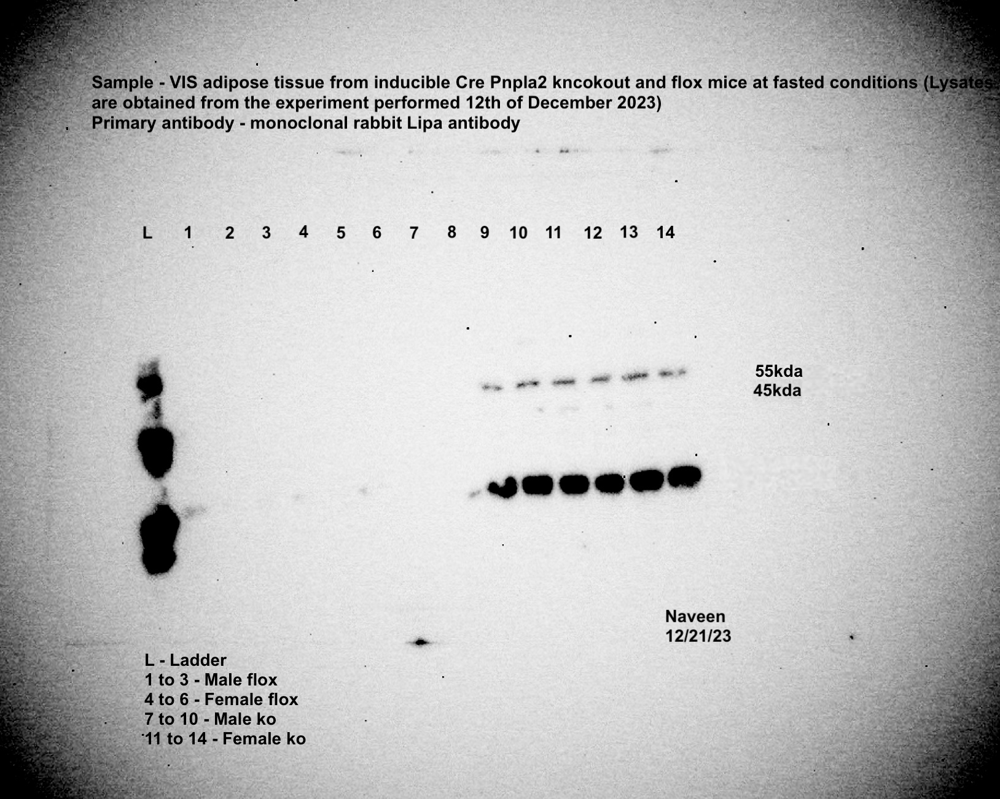 Sample - VIS adipose tissue from inducible Cre Pnpla2 kncokout and flox mice at fasted conditions (Lysates
are obtained from the experiment performed 12th of December 2023)
Primary antibody - monoclonal rabbit Lipa antibody
L 1 2 3 4 5 6 7 8 9 10 11 12 13 14
55kda
45kda
Naveen
12/21/23
L - Ladder
1 to 3 - Male flox
4 to 6 - Female flox
7 to 10 - Male ko
11 to 14 - Female ko